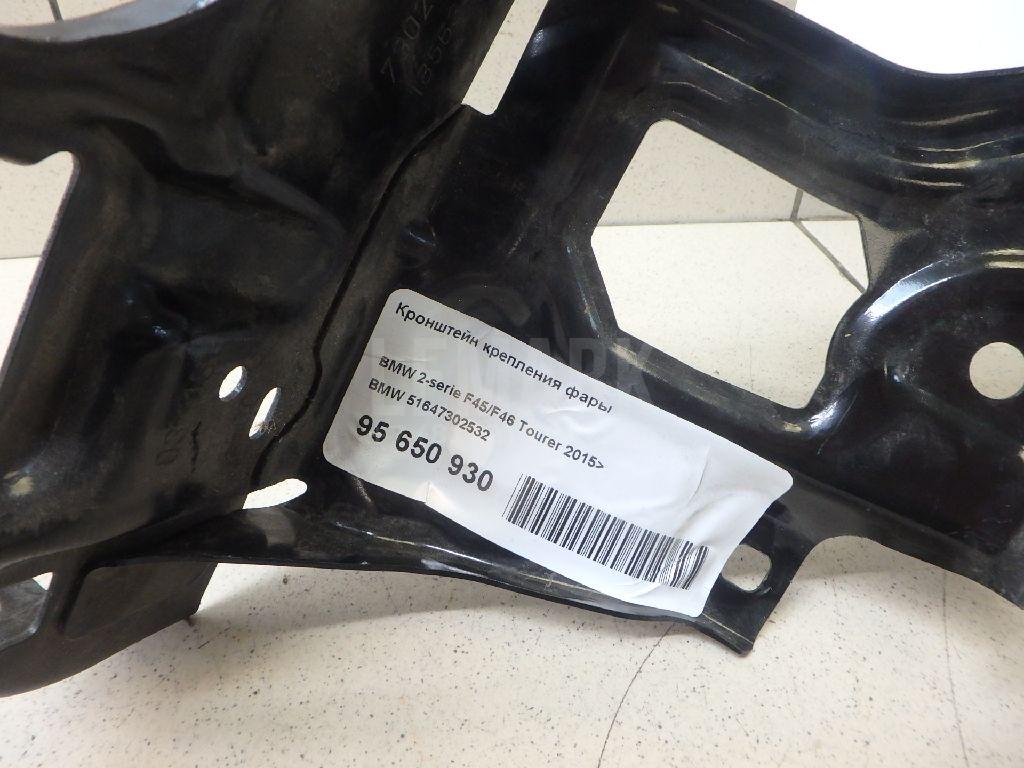 Кронштейн крепления фары
BMW 2-serie F45/F46 Tourer 2015>
BMW 51647302532
95 650 930